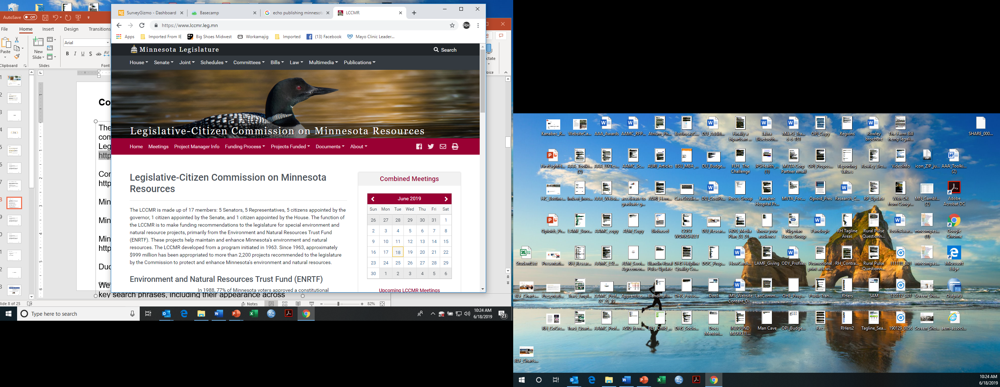 AutoSave Off
File Home Insert Design Transitions
Arial
Paste
New
Slide
B I U S ab AV
Clipboard Slides Font
ctate
oice
1
2
3
4
5
6
7
8
9
0
1
2
3
Co
The
com
Leg
http
Cor
http
Min
Min
Min
http
Duc
We
key search phrases, including their appearance across
lide 8 of 25
Notes
82%
SurveyGizmo - Dashboard
Basecamp
echo publishing minnesota
LCCMR
https://www.lccmr.leg.mn
RH
Apps Imported From IE Big Shoes Midwest Workamajig Imported (13) Facebook Mayo Clinic Leader...
Minnesota Legislature
Search
House Senate Joint Schedules Committees Bills Law Multimedia Publications
Legislative-Citizen Commission on Minnesota Resources
Home Meetings Project Manager Info Funding Process Projects Funded Documents About
Legislative-Citizen Commission on Minnesota
Resources
The LCCMR is made up of 17 members: 5 Senators, 5 Representatives, 5 citizens appointed by the
governor, 1 citizen appointed by the Senate, and 1 citizen appointed by the House. The function of
the LCCMR is to make funding recommendations to the legislature for special environment and
natural resource projects, primarily from the Environment and Natural Resources Trust Fund
(ENRTF). These projects help maintain and enhance Minnesota's environment and natural
resources. The LCCMR developed from a program initiated in 1963. Since 1963, approximately
$999 million has been appropriated to more than 2,200 projects recommended to the legislature
by the Commission to protect and enhance Minnesota's environment and natural resources.
Environment and Natural Resources Trust Fund (ENRTF)
In 1988, 77% of Minnesota voters approved a constitutional
Combined Meetings
June 2019
Sun Mon Tue Wed Thu Fri Sat
26 27 28 29 30 31 1
2 3 4 5 6 7 8
9 10 11 12 13 14 15
16 17 18 19 20 21 22
23 24 25 26 27 28 29
30 1 2 3 4 5 6
Upcoming LCCMR Meetings
Type here to search
10:24 AM
6/18/2019
23
Kanabec_R... WebsiteCa... AAA_Awards AAMC_RFP... Atrium_Ph... BottineauC... DLI_Additi... Finally a Jabra MikeG_Tra... OPI_Copy Regions Rowley The Farm Bill SHARE_000...
bipartisan ... Bluetooth... 6-6-181 brochure hemp legali...
FirstLightH... AAA_Toolki... AAA_UXTes... AAMC_Sc... AURI_Articles BSU_MBA_... DLI_Budge... FLH_ The JPSHealth_... MVTA Corp OPI_Propos... Reporting Rowley_Bro... VideoInfo icon_ZIP_ju... AAA_Toolki...
(2) Challenge (1) Partner email Values (2)
HC_Bottine... Imberi_Invo... AAA_Websi... accelerate to AURI_Hem... CaseStudie... DLI_CostPr... Focus Group Kanabec MVTA_Foc... Opioid_Pres Research_C... RP_Update With OK MN_Gambl... Adobe
graduate g... Hospital Pr... from Congr... (2) Acrobat DC
Opioids_Pr... LAMF_Surv... AAMC_copy AEM_Copy Biobased COST DLI_Resear... HDG_Media Know your Nigerian Panelogic RH Tagline Rural Pulse YouthAwar... mncompas... Google
WORKSHEET Plan_03_01... audience Focus Group Areas Questionn... (1) Chrome
StudentList Presentati... RH_Resear... AAMC_LSL... AEM_Servi... Blandin Rural DHS Helpline DOC_Prop... HowCanA... LAMF_Giving ODY_Profiles Promotional RH_Contra... Rural Pulse 111118_001 mncompas... Microsoft
Agreemen... Pulse Update Quality Co... print ads wi... Questionn... Edge
BLF_Charts... Presentati... Traci_Empl... AAMC_Prof... Apprentice... Blandin_Ru... DHS_Focus... Doc1 IMS_Website LaoComm... OHE_Prop... PublicTran... RHers SAM 120112_001 Screen_Sho... Output9
02_20_19 Content_Di...
RH_CoGre... Traci_Quart... AAMC_Prof... ASID_Item... BLF_Child_... DHS_Socio... Does INBOUND Man Cave OPI_Budge... Recs RHers2 Tagline_Sea... 190129_0056 Screen_Sho... aem-associ...
Mentori... MARKETI...
BLF_Charts...
10:24 AM
6/18/2019